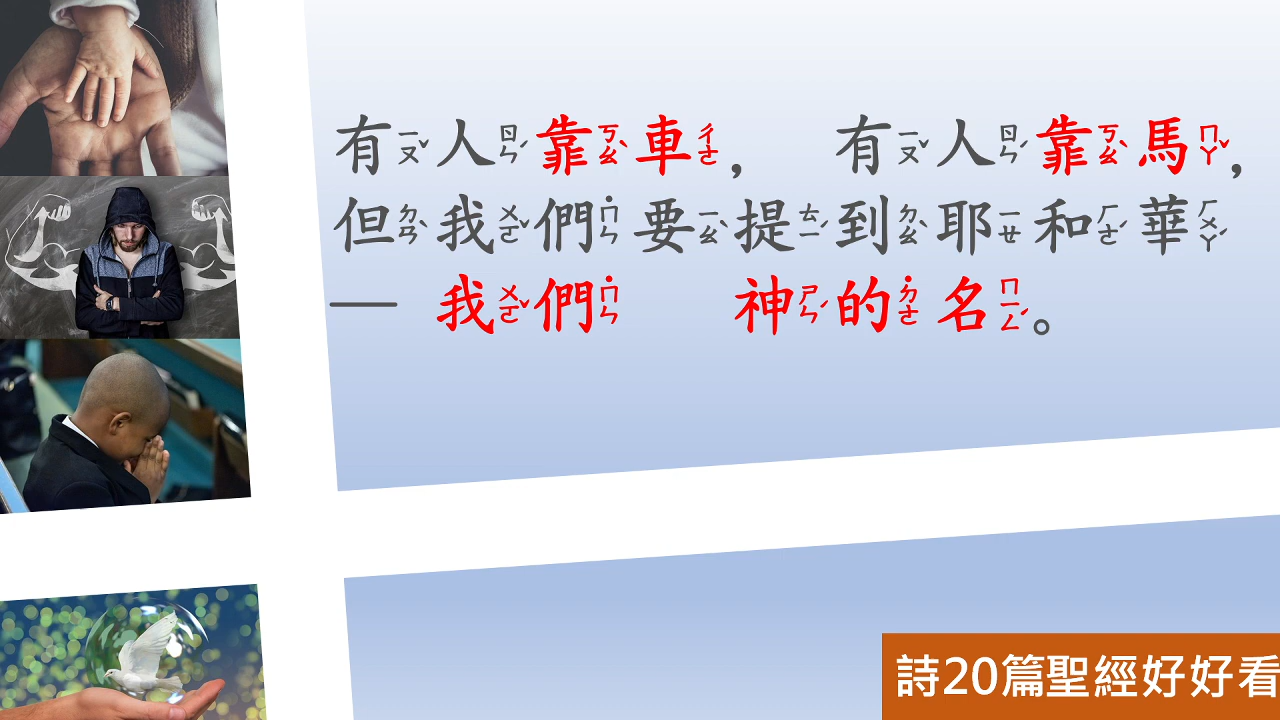 有人靠車， 有人靠馬，
但我們要提到耶和華
— 我們 神的名。
詩20篇聖經好好看